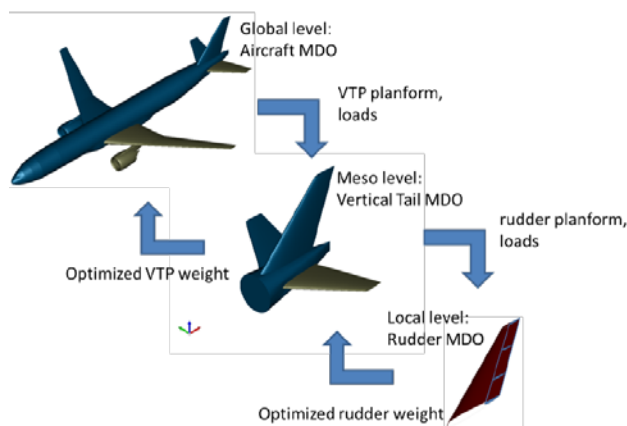 Global level:
Aircraft MDO
VTP planform,
loads
Meso level:
Vertical Tail MDO
rudder planform,
loads
Optimized VTP weight
Local level:
Rudder MDO
Optimized rudder weight